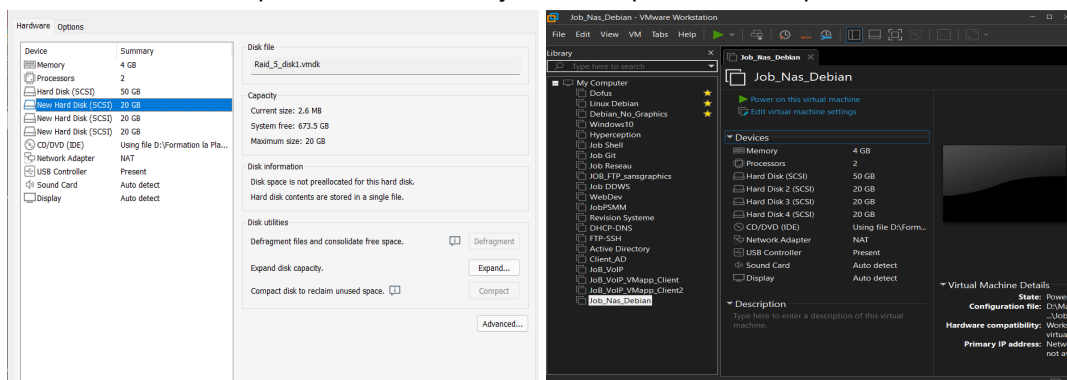 Hardware Options
Device Summary
Memory 4 GB
Processors 2
Hard Disk (SCSI) 50 GB
New Hard Disk (SCSI) 20 GB
New Hard Disk (SCSI) 20 GB
New Hard Disk (SCSI) 20 GB
CD/DVD (IDE) Using file D:\Formation la Pla...
Network Adapter NAT
USB Controller Present
Sound Card Auto detect
Display Auto detect
Disk file
Raid_5_disk1.vmdk
Capacity
Current size: 2.6 MB
System free: 673.5 GB
Maximum size: 20 GB
Disk information
Disk space is not preallocated for this hard disk.
Hard disk contents are stored in a single file.
Disk utilities
Defragment files and consolidate free space. Defragment
Expand disk capacity. Expand...
Compact disk to reclaim unused space. Compact
Advanced...
Job_Nas_Debian - VMware Workstation
File Edit View VM Tabs Help
Library
Type here to search
My Computer
Dofus
Linux Debian
Debian_No_Graphics
Windows10
Hyperception
Job Shell
Job Git
Job Reseau
JOB_FTP_sansgraphics
Job DDWS
WebDev
JobPSMM
Revision Systeme
DHCP-DNS
FTP-SSH
Active Directory
Client_AD
JoB_VoIP
JoB_VoIP_VMapp_Client
JoB_VoIP_VMapp_Client2
Job_Nas_Debian
Job_Nas_Debian
Job_Nas_Debian
Power on this virtual machine
Edit virtual machine settings
Devices
Memory 4 GB
Processors 2
Hard Disk (SCSI) 50 GB
Hard Disk 2 (SCSI) 20 GB
Hard Disk 3 (SCSI) 20 GB
Hard Disk 4 (SCSI) 20 GB
CD/DVD (IDE) Using file D:\Form...
Network Adapter NAT
USB Controller Present
Sound Card Auto detect
Display Auto detect
Description
Type here to enter a description of this virtual
machine.
Virtual Machine Details
State: Powe
Configuration file: D:\Ma
...\Job
Hardware compatibility: Works
virtua
Primary IP address: Netw
not av